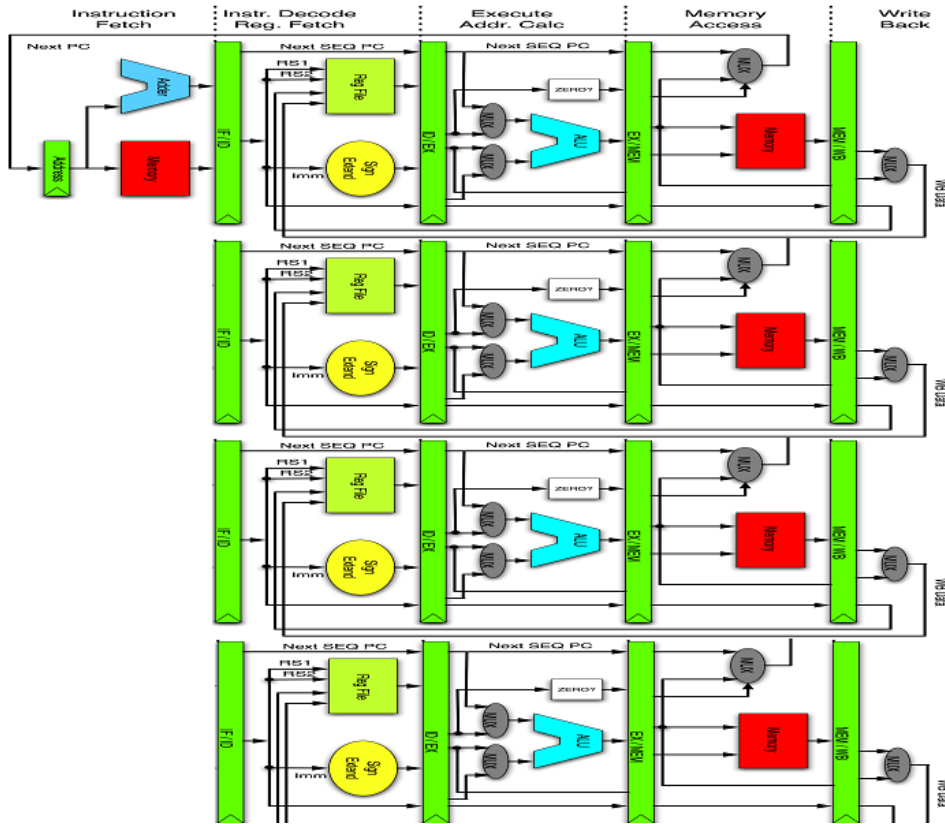 Instruction Fetch
Instr. Decode Reg. Fetch
Execute Addr. Calc
Memory Access
Write Back
Next PC
Next SEQ PC
Next SEQ PC
RS1
RS2
Adder
Address
Memory
IF / ID
Reg File
Sign Extend
Imm
ID / EX
MUX
MUX
ALU
ZERO?
EX / MEM
MUX
Memory
MEM / WB
MUX
WB Data
Next SEQ PC
Next SEQ PC
RS1
RS2
IF / ID
Reg File
Sign Extend
Imm
ID / EX
MUX
MUX
ALU
ZERO?
EX / MEM
MUX
Memory
MEM / WB
MUX
WB Data
Next SEQ PC
Next SEQ PC
RS1
RS2
IF / ID
Reg File
Sign Extend
Imm
ID / EX
MUX
MUX
ALU
ZERO?
EX / MEM
MUX
Memory
MEM / WB
MUX
WB Data
Next SEQ PC
Next SEQ PC
RS1
RS2
IF / ID
Reg File
Sign Extend
Imm
ID / EX
MUX
MUX
ALU
ZERO?
EX / MEM
MUX
Memory
MEM / WB
MUX
WB Data